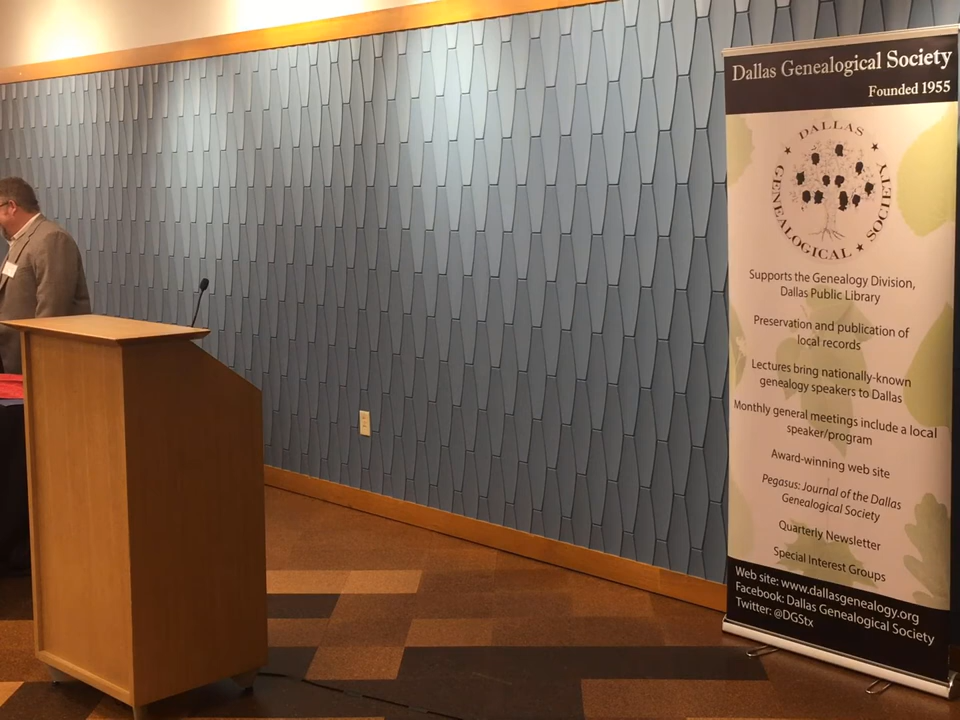 Dallas Genealogical Society
Founded 1955
DALLAS
GENEALOGICAL ★ SOCIETY ★
Supports the Genealogy Division,
Dallas Public Library
Preservation and publication of
local records
Lectures bring nationally-known
genealogy speakers to Dallas
Monthly general meetings include a local
speaker/program
Award-winning web site
Pegasus: Journal of the Dallas
Genealogical Society
Quarterly Newsletter
Special Interest Groups
Web site: www.dallasgenealogy.org
Facebook: Dallas Genealogical Society
Twitter: @DGStx